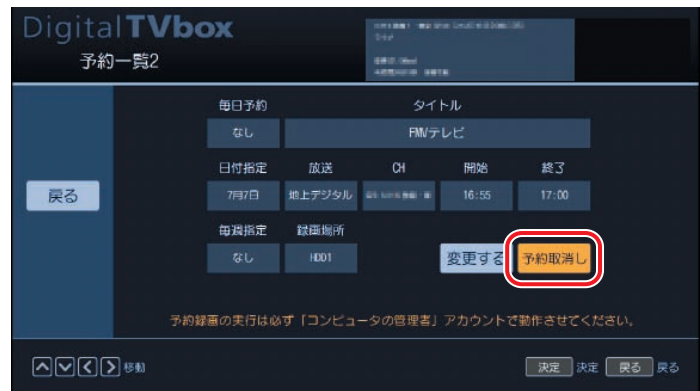 DigitalTVbox
予約一覧2
毎日予約 タイトル
なし FMVテレビ
日付指定 放送 CH 開始 終了
戻る 7月7日 地上デジタル 16:55 17:00
毎週指定 録画場所
なし HDD1 変更する 予約取消し
予約録画の実行は必ず「コンピュータの管理者」アカウントで動作させてください。
移動 決定 決定 戻る 戻る